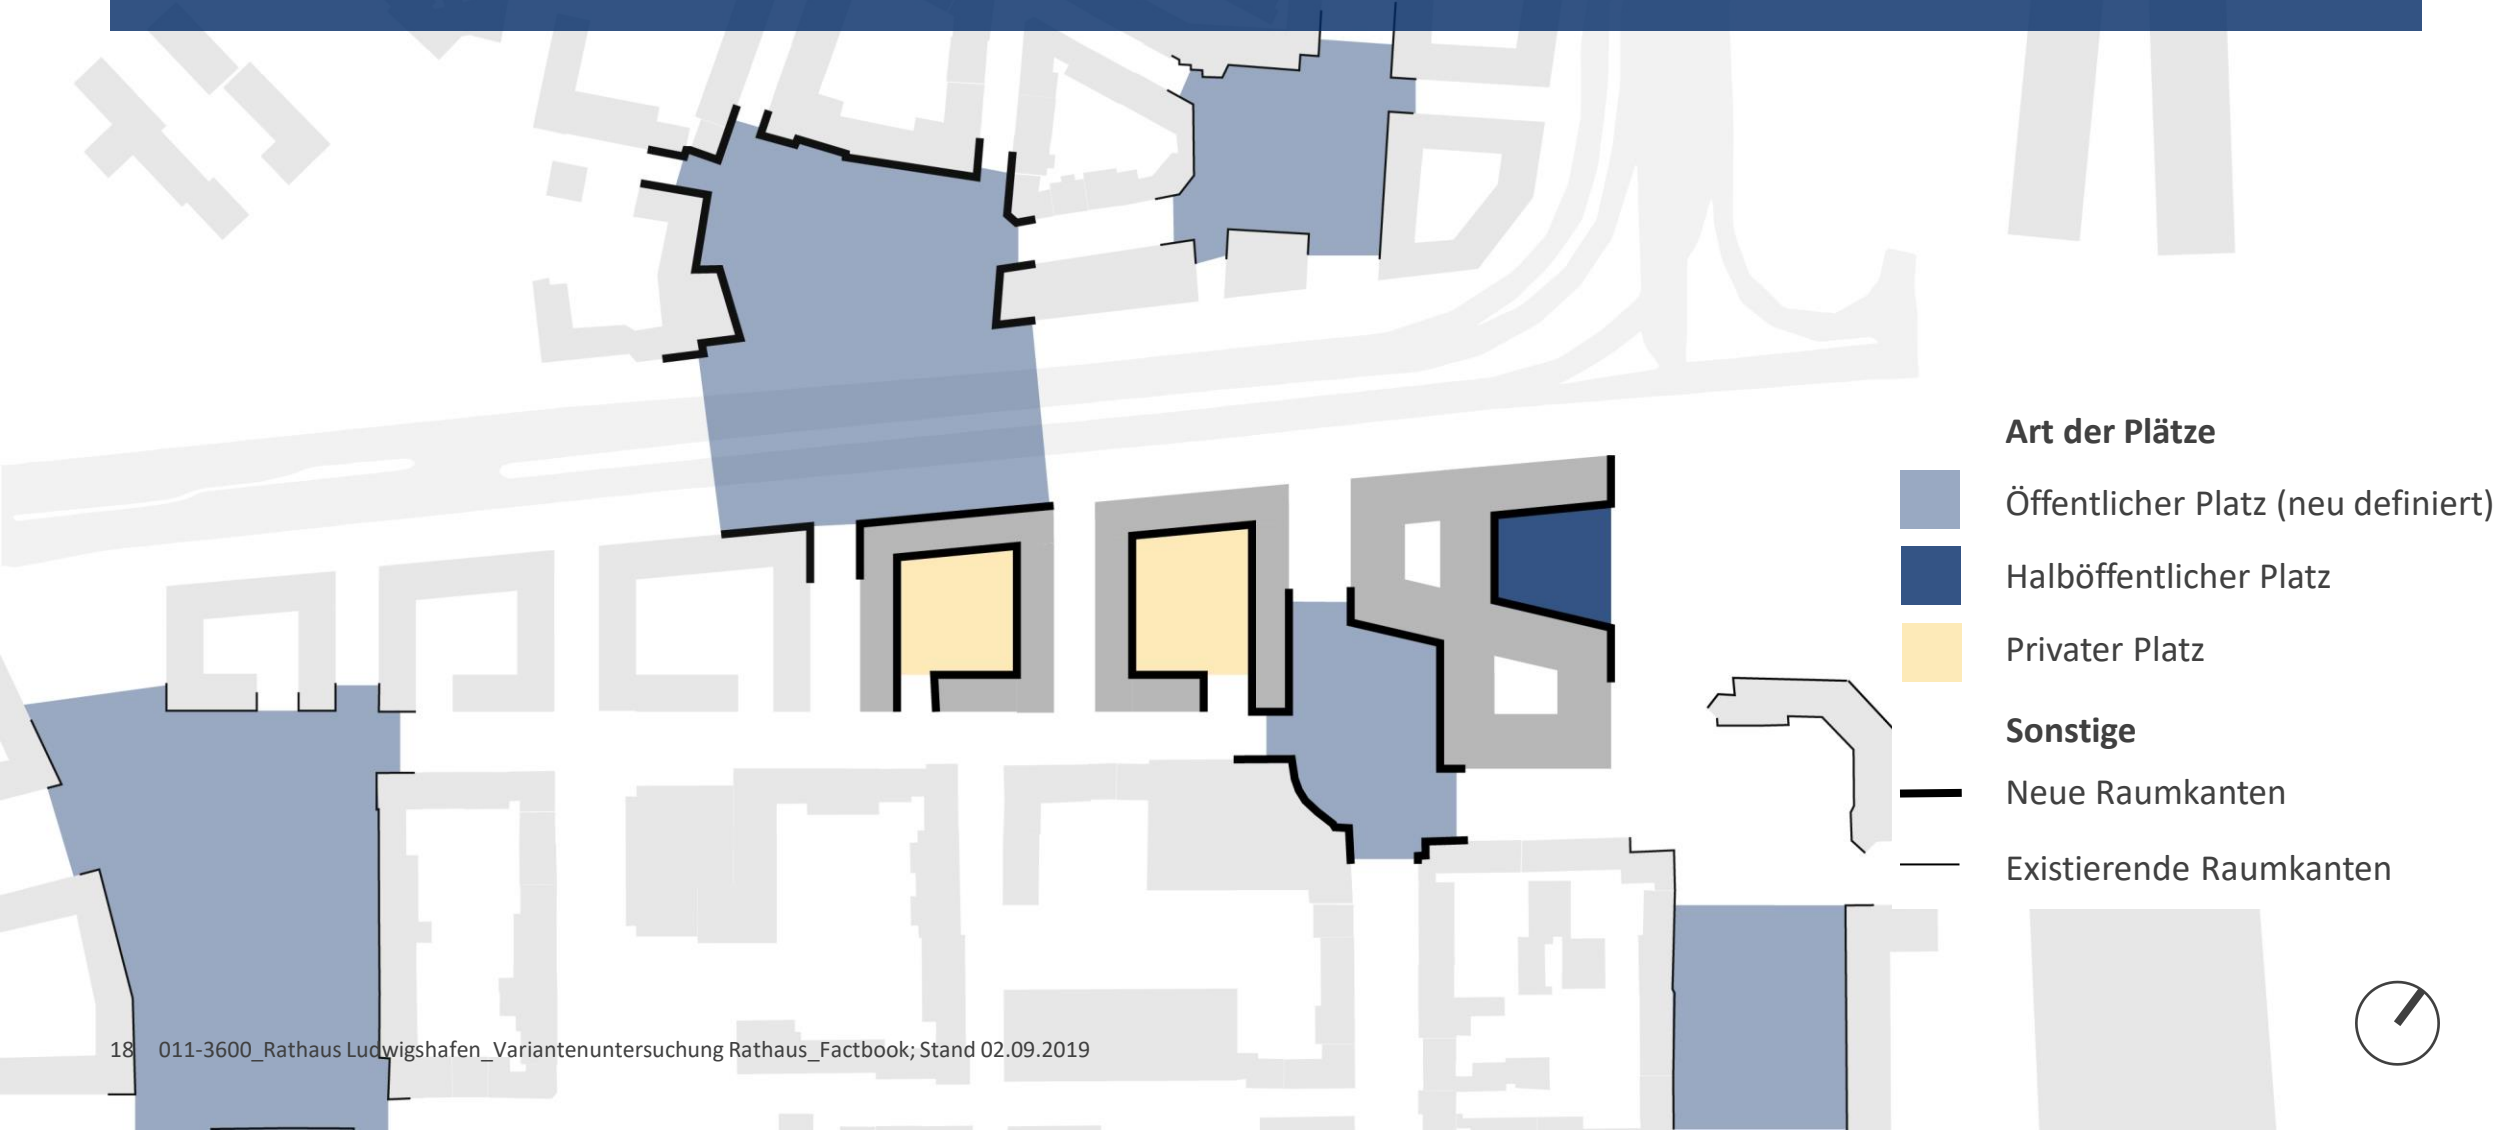 Art der Plätze
Öffentlicher Platz (neu definiert)
Halböffentlicher Platz
Privater Platz
Sonstige
Neue Raumkanten
Existierende Raumkanten
18 011-3600_Rathaus Ludwigshafen_Variantenuntersuchung Rathaus_Factbook; Stand 02.09.2019